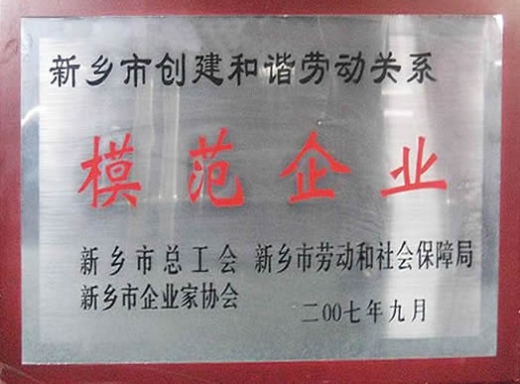 新乡市创建和谐劳动关系
模范企业
新乡市总工会 新乡市劳动和社会保障局
新乡市企业家协会
二00七年九月